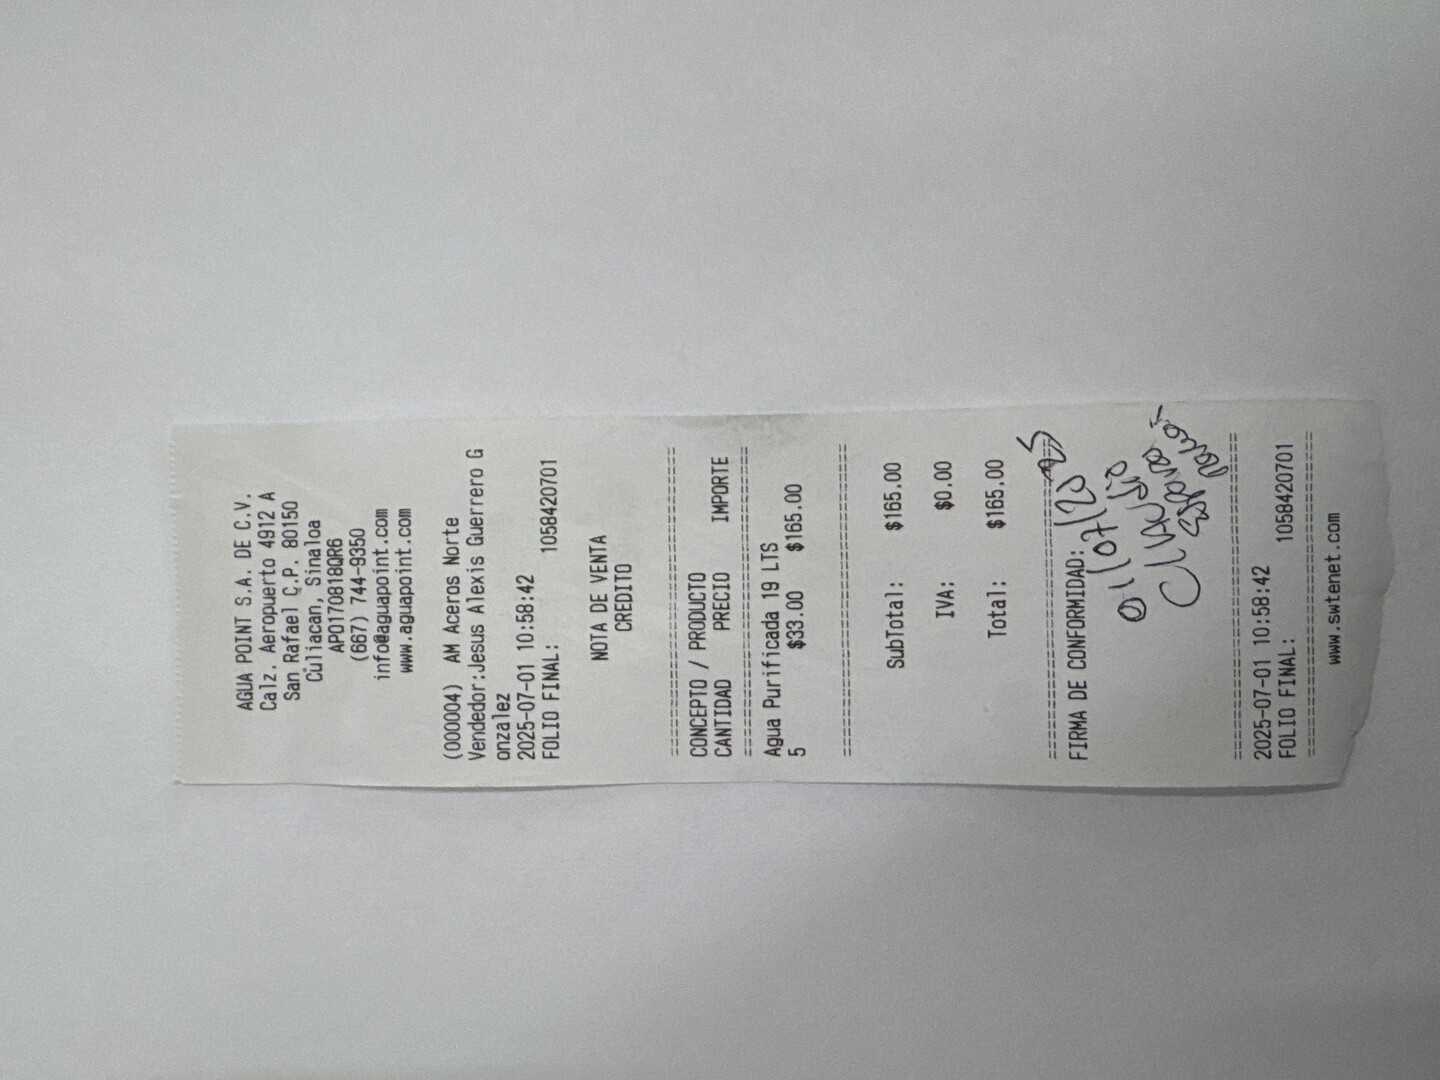 AGUA POINT S.A. DE C.V.
Calz. Aeropuerto 4912 A
San Rafael C.P. 80150
Culiacan, Sinaloa
APO170818QR6
(667) 744-9350
info@aguapoint.com
www.aguapoint.com
(000004) AM Aceros Norte
Vendedor:Jesus Alexis Guerrero G
onzalez
2025-07-01 10:58:42
FOLIO FINAL: 1058420701
NOTA DE VENTA
CREDITO
================================
CONCEPTO / PRODUCTO
CANTIDAD PRECIO IMPORTE
================================
Agua Purificada 19 LTS
5 $33.00 $165.00
================================
SubTotal: $165.00
IVA: $0.00
Total: $165.00
================================
FIRMA DE CONFORMIDAD:
01/07/2025
Claudio
================================
2025-07-01 10:58:42
FOLIO FINAL: 1058420701
================================
www.swtenet.com